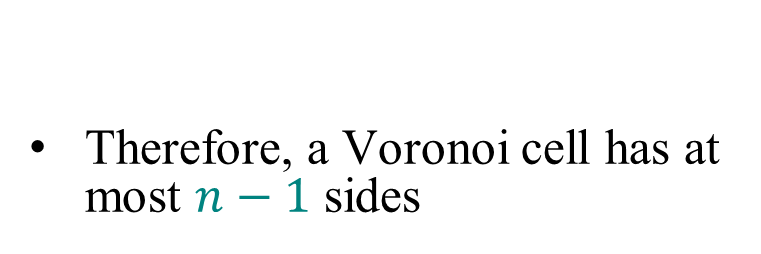 • Therefore, a Voronoi cell has at
most n − 1 sides